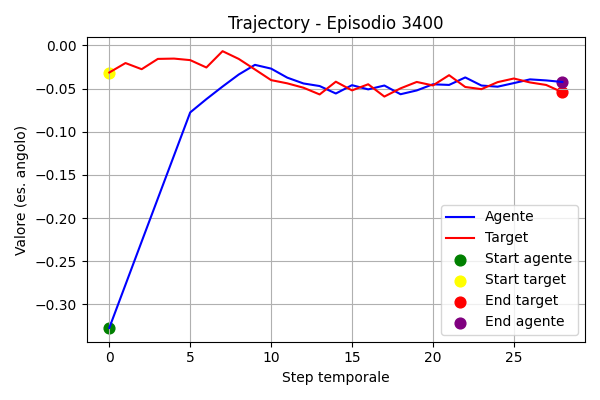 Trajectory - Episodio 3400
Valore (es. angolo)
0.00
−0.05
−0.10
−0.15
−0.20
−0.25
−0.30
Agente
Target
Start agente
Start target
End target
End agente
0 5 10 15 20 25
Step temporale